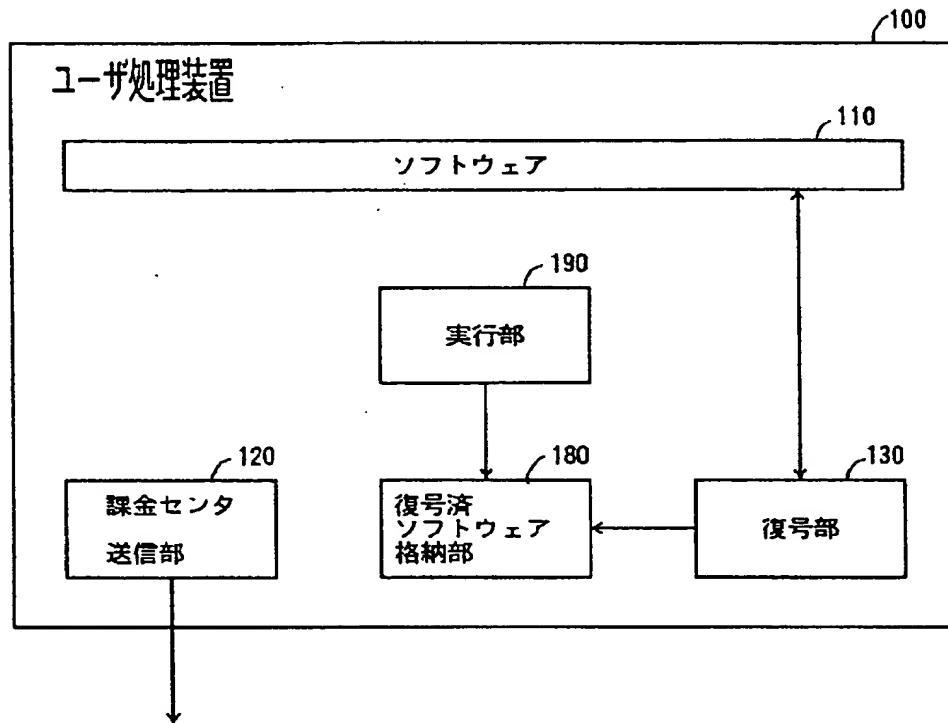 100
ユーザ処理装置
110
ソフトウェア
190
実行部
120
課金センタ
送信部
180
復号済
ソフトウェア
格納部
130
復号部